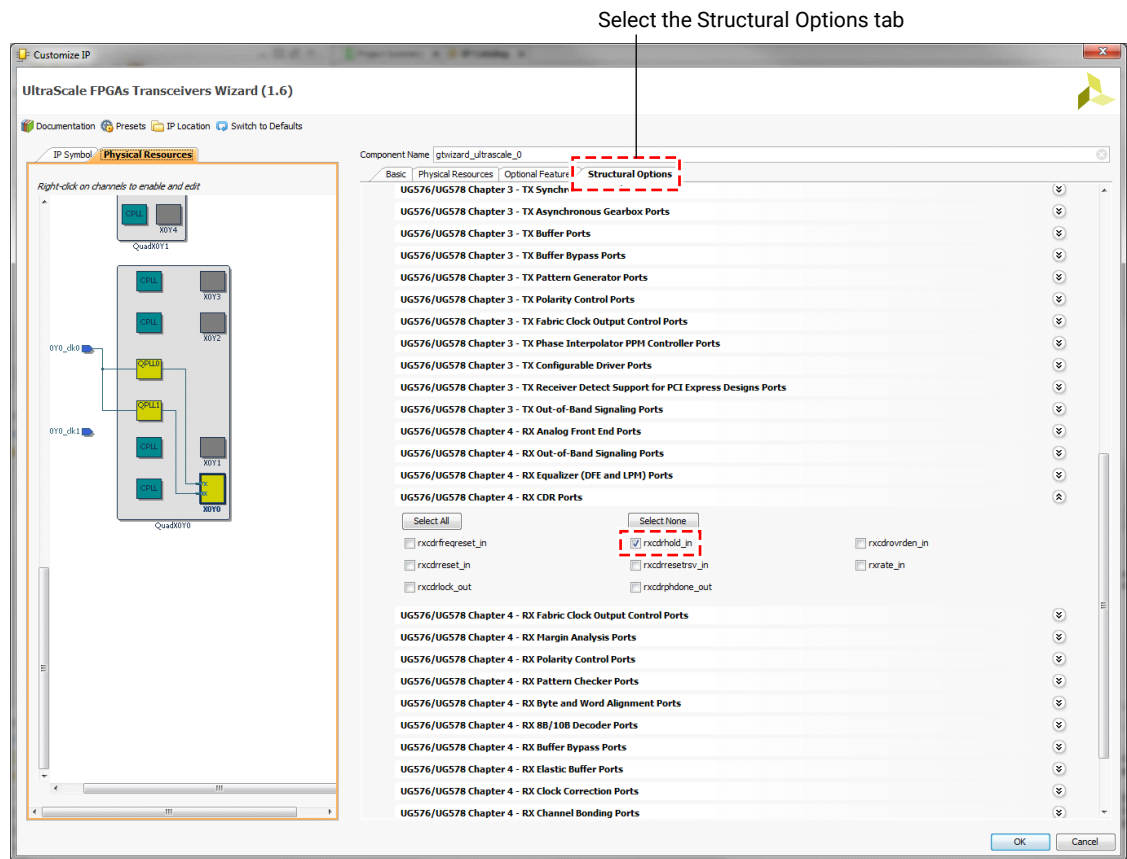 Select the Structural Options tab
Customize IP
UltraScale FPGAs Transceivers Wizard (1.6)
Documentation Presets IP Location Switch to Defaults
IP Symbol Physical Resources
Right-click on channels to enable and edit
CPLL
X0Y4
QuadX0Y1
CPLL
X0Y3
CPLL
X0Y2
0Y0_clk0
QPLL0
QPLL1
0Y0_clk1
CPLL
X0Y1
CPLL
X0Y0
QuadX0Y0
Component Name gtwizard_ultrascale_0
Basic Physical Resources Optional Feature Structural Options
UG576/UG578 Chapter 3 - TX Synchr
UG576/UG578 Chapter 3 - TX Asynchronous Gearbox Ports
UG576/UG578 Chapter 3 - TX Buffer Ports
UG576/UG578 Chapter 3 - TX Buffer Bypass Ports
UG576/UG578 Chapter 3 - TX Pattern Generator Ports
UG576/UG578 Chapter 3 - TX Polarity Control Ports
UG576/UG578 Chapter 3 - TX Fabric Clock Output Control Ports
UG576/UG578 Chapter 3 - TX Phase Interpolator PPM Controller Ports
UG576/UG578 Chapter 3 - TX Configurable Driver Ports
UG576/UG578 Chapter 3 - TX Receiver Detect Support for PCI Express Designs Ports
UG576/UG578 Chapter 3 - TX Out-of-Band Signaling Ports
UG576/UG578 Chapter 4 - RX Analog Front End Ports
UG576/UG578 Chapter 4 - RX Out-of-Band Signaling Ports
UG576/UG578 Chapter 4 - RX Equalizer (DFE and LPM) Ports
UG576/UG578 Chapter 4 - RX CDR Ports
Select All Select None
rxcdrfreqreset_in rxcdrhold_in rxcdrovrden_in
rxcdrreset_in rxcdrresetrsv_in rxrate_in
rxcdrlock_out rxcdrphdone_out
UG576/UG578 Chapter 4 - RX Fabric Clock Output Control Ports
UG576/UG578 Chapter 4 - RX Margin Analysis Ports
UG576/UG578 Chapter 4 - RX Polarity Control Ports
UG576/UG578 Chapter 4 - RX Pattern Checker Ports
UG576/UG578 Chapter 4 - RX Byte and Word Alignment Ports
UG576/UG578 Chapter 4 - RX 8B/10B Decoder Ports
UG576/UG578 Chapter 4 - RX Buffer Bypass Ports
UG576/UG578 Chapter 4 - RX Elastic Buffer Ports
UG576/UG578 Chapter 4 - RX Clock Correction Ports
UG576/UG578 Chapter 4 - RX Channel Bonding Ports
OK Cancel